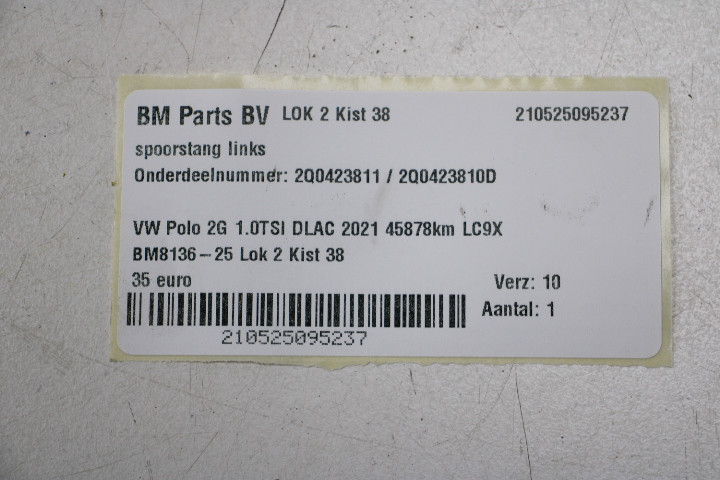 BM Parts BV LOK 2 Kist 38 210525095237
spoorstang links
Onderdeelnummer: 2Q0423811 / 2Q0423810D
VW Polo 2G 1.0TSI DLAC 2021 45878km LC9X
BM8136-25 Lok 2 Kist 38
35 euro Verz: 10
Aantal: 1
210525095237